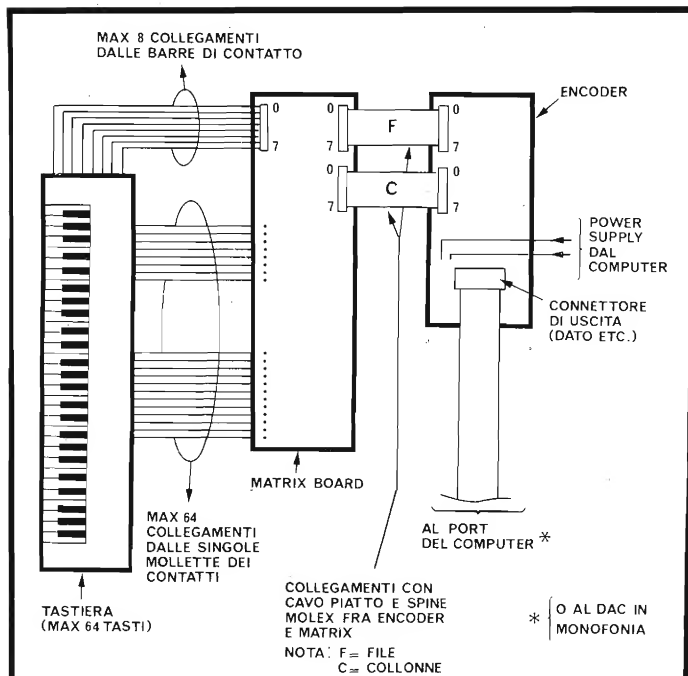 MAX 8 COLLEGAMENTI
DALLE BARRE DI CONTATTO
ENCODER
0
7
0
7
F
0
7
0
7
C
0
7
POWER
SUPPLY
DAL
COMPUTER
CONNETTORE
DI USCITA
(DATO ETC.)
MATRIX BOARD
MAX 64
COLLEGAMENTI
DALLE SINGOLE
MOLLETTE DEI
CONTATTI
AL PORT
DEL COMPUTER *
TASTIERA
(MAX 64 TASTI)
COLLEGAMENTI CON
CAVO PIATTO E SPINE
MOLEX FRA ENCODER
E MATRIX
NOTA: F= FILE
C= COLLONNE
* O AL DAC IN
MONOFONIA